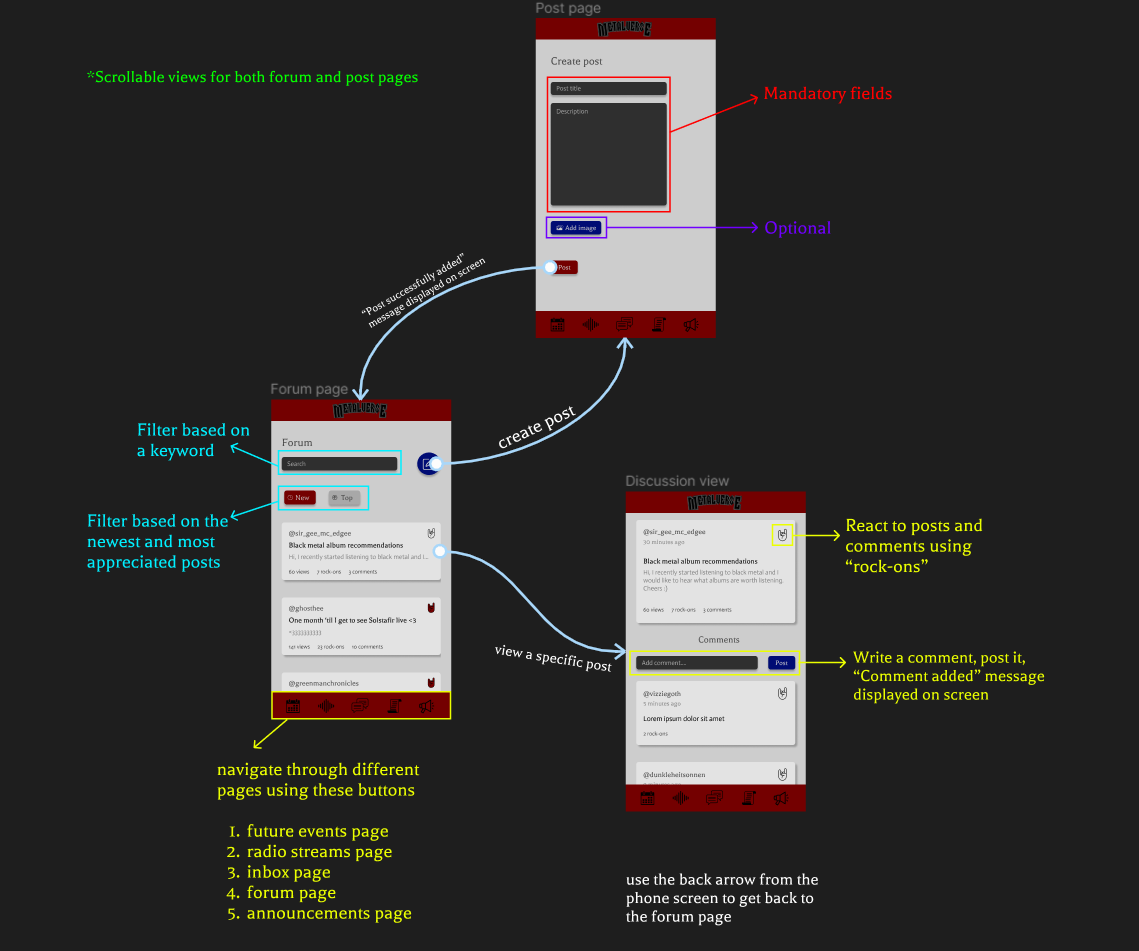 Post page
METALVERSE
*Scrollable views for both forum and post pages
Create post
Post title
Description
Mandatory fields
Add image
Optional
Post
"Post successfully added"
message displayed on screen
create post
Forum page
METALVERSE
Filter based on
a keyword
Forum
Search
New
Top
Filter based on the
newest and most
appreciated posts
@sir_gee_mc_edgee
Black metal album recommendations
Hi, I recently started listening to black metal and I...
60 views 7 rock-ons 3 comments
@ghosthee
One month 'til I get to see Solstafir live <3
141 views 23 rock-ons 10 comments
@greenmanchronicles
view a specific post
navigate through different
pages using these buttons
1. future events page
2. radio streams page
3. inbox page
4. forum page
5. announcements page
Discussion view
METALVERSE
@sir_gee_mc_edgee
30 minutes ago
Black metal album recommendations
Hi, I recently started listening to black metal and I
would like to hear what albums are worth listening.
Cheers :)
60 views 7 rock-ons 3 comments
React to posts and
comments using
"rock-ons"
Comments
Add comment...
Post
Write a comment, post it,
"Comment added" message
displayed on screen
@vizziegoth
5 minutes ago
Lorem ipsum dolor sit amet
2 rock-ons
@dunkleheitsonnen
use the back arrow from the
phone screen to get back to
the forum page